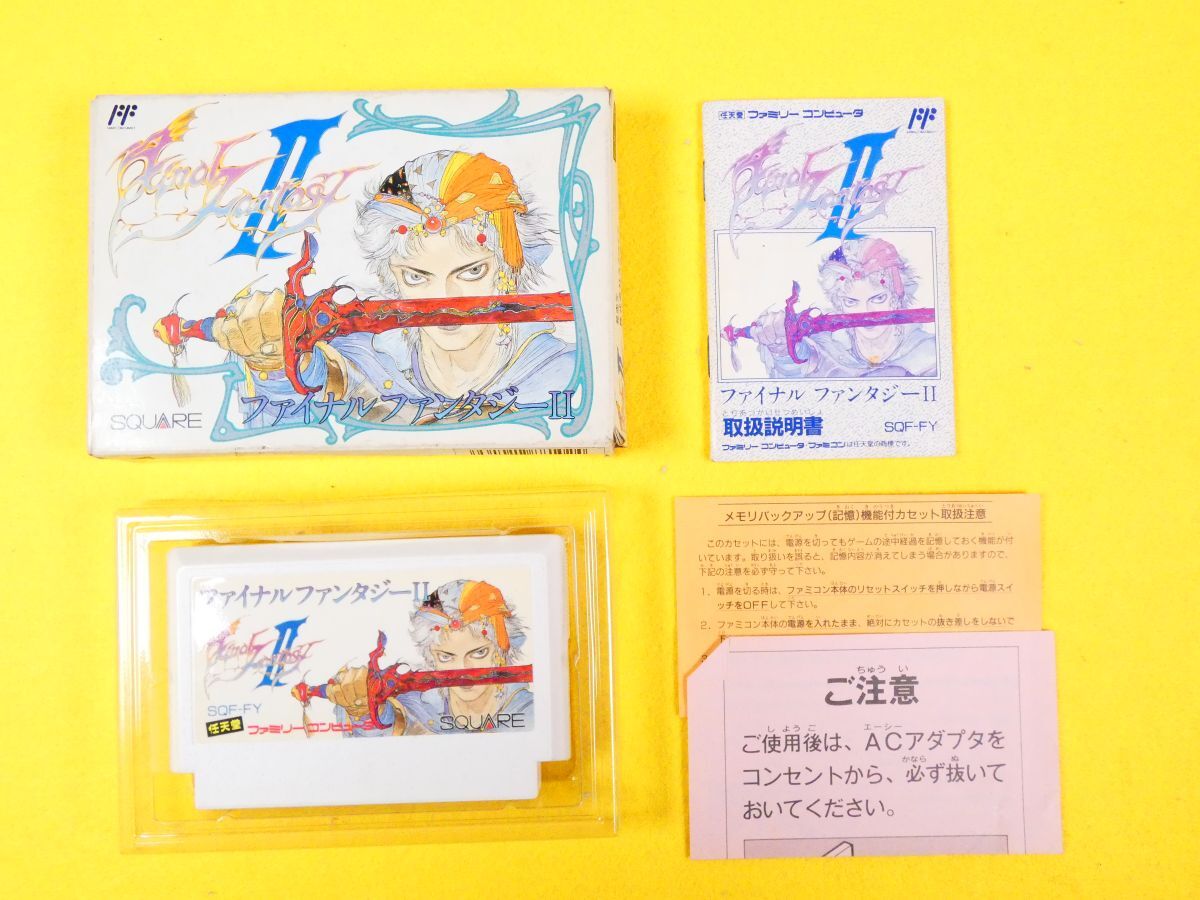 Final Fantasy
II
SQUARE
ファイナル ファンタジーII
任天堂 ファミリー コンピュータ
Final Fantasy
II
ファイナル ファンタジーII
とりあつかいせつめいしょ
取扱説明書
SQF-FY
ファミリー コンピュータ・ファミコンは任天堂の商標です。
ファイナル ファンタジーII
Final Fantasy
II
SQF-FY
任天堂 ファミリーコンピュータ
SQUARE
メモリバックアップ(記憶)機能付カセット取扱注意
このカセットには、電源を切ってもゲームの途中経過を記憶しておく機能が付
いています。取り扱いを誤ると、記憶内容が消えてしまう場合がありますので、
下記の注意を必ず守って下さい。
1. 電源を切る時は、ファミコン本体のリセットスイッチを押しながら電源スイ
ッチをOFFして下さい。
2. ファミコン本体の電源を入れたまま、絶対にカセットの抜き差しをしないで
ちゅう い
ご注意
しようご エーシー
ご使用後は、ACアダプタを
かなら ぬ
コンセントから、必ず抜いて
おいてください。